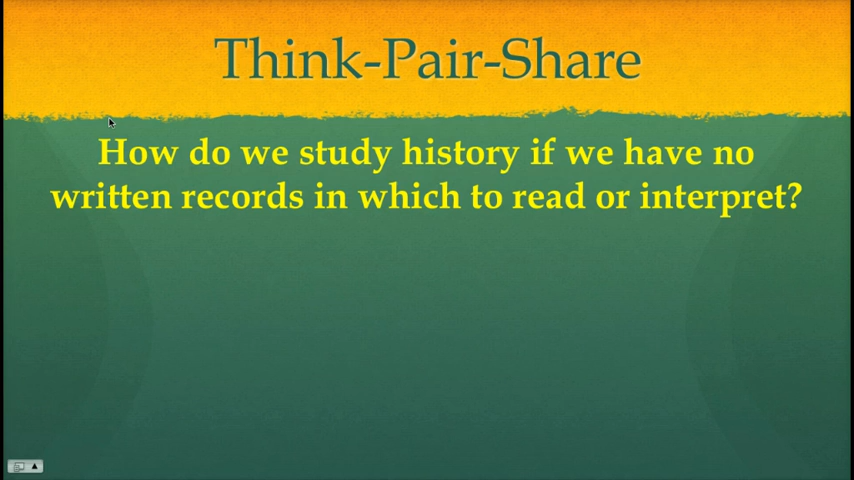 Think-Pair-Share
How do we study history if we have no
written records in which to read or interpret?